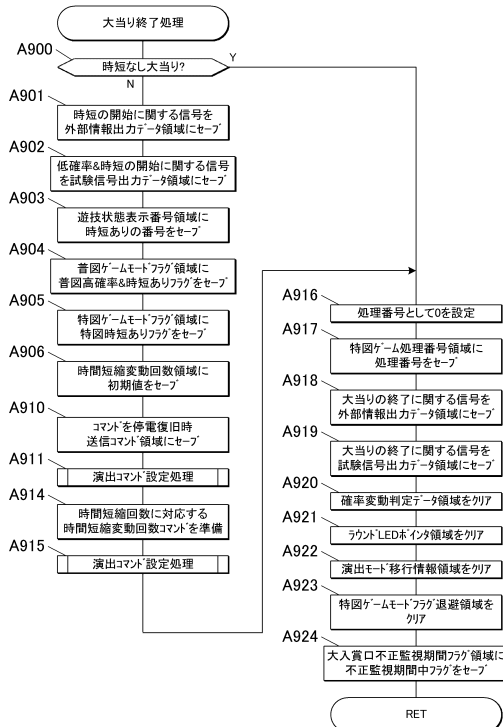 大当り終了処理
A900
時短なし大当り?
Y
N
A901
時短の開始に関する信号を
外部情報出力データ領域にセーブ
A902
低確率&時短の開始に関する信号
を試験信号出力データ領域にセーブ
A903
遊技状態表示番号領域に
時短ありの番号をセーブ
A904
普図ゲームモードフラグ領域に
普図高確率&時短ありフラグをセーブ
A905
特図ゲームモードフラグ領域に
特図時短ありフラグをセーブ
A906
時間短縮変動回数領域に
初期値をセーブ
A910
コマンドを停電復旧時
送信コマンド領域にセーブ
A911
演出コマンド設定処理
A914
時間短縮回数に対応する
時間短縮変動回数コマンドを準備
A915
演出コマンド設定処理
A916
処理番号として0を設定
A917
特図ゲーム処理番号領域に
処理番号をセーブ
A918
大当りの終了に関する信号を
外部情報出力データ領域にセーブ
A919
大当りの終了に関する信号を
試験信号出力データ領域にセーブ
A920
確率変動判定データ領域をクリア
A921
ラウンドLEDポインタ領域をクリア
A922
演出モード移行情報領域をクリア
A923
特図ゲームモードフラグ退避領域を
クリア
A924
大入賞口不正監視期間フラグ領域に
不正監視期間中フラグをセーブ
RET